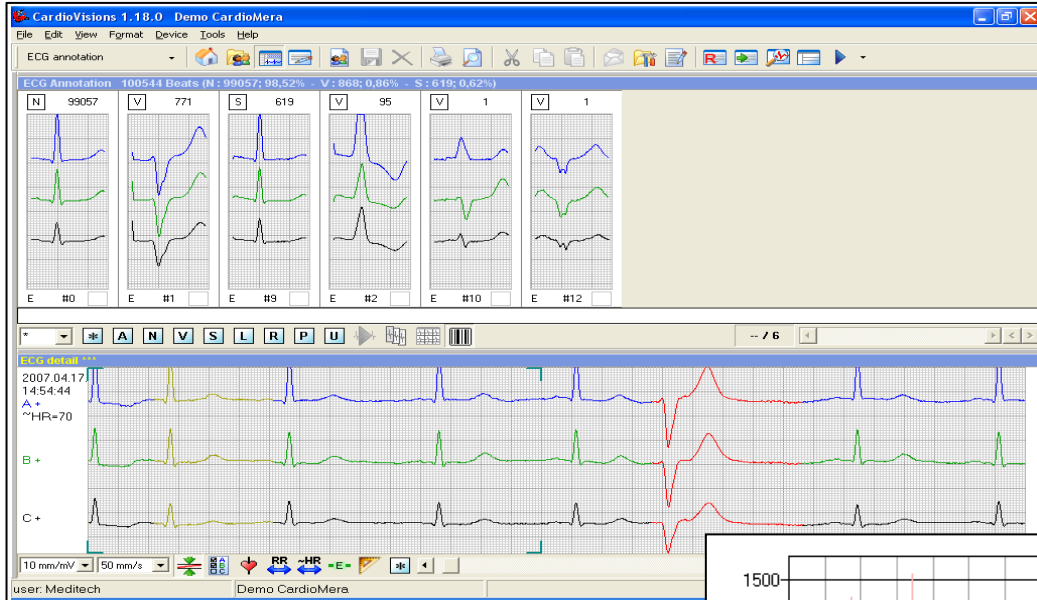 CardioVisions 1.18.0 Demo CardioMera
File Edit View Format Device Tools Help
ECG annotation
ECG Annotation 100544 Beats (N : 99057; 98,52% - V : 868; 0,86% - S : 619; 0,62%)
N 99057 V 771 S 619 V 95 V 1 V 1
E #0 E #1 E #9 E #2 E #10 E #12
* * A N V S L R P U -- / 6
ECG detail ***
2007.04.17
14:54:44
A +
~HR=70
B +
C +
10 mm/mV 50 mm/s RR ~HR =E= *
user: Meditech Demo CardioMera
1500